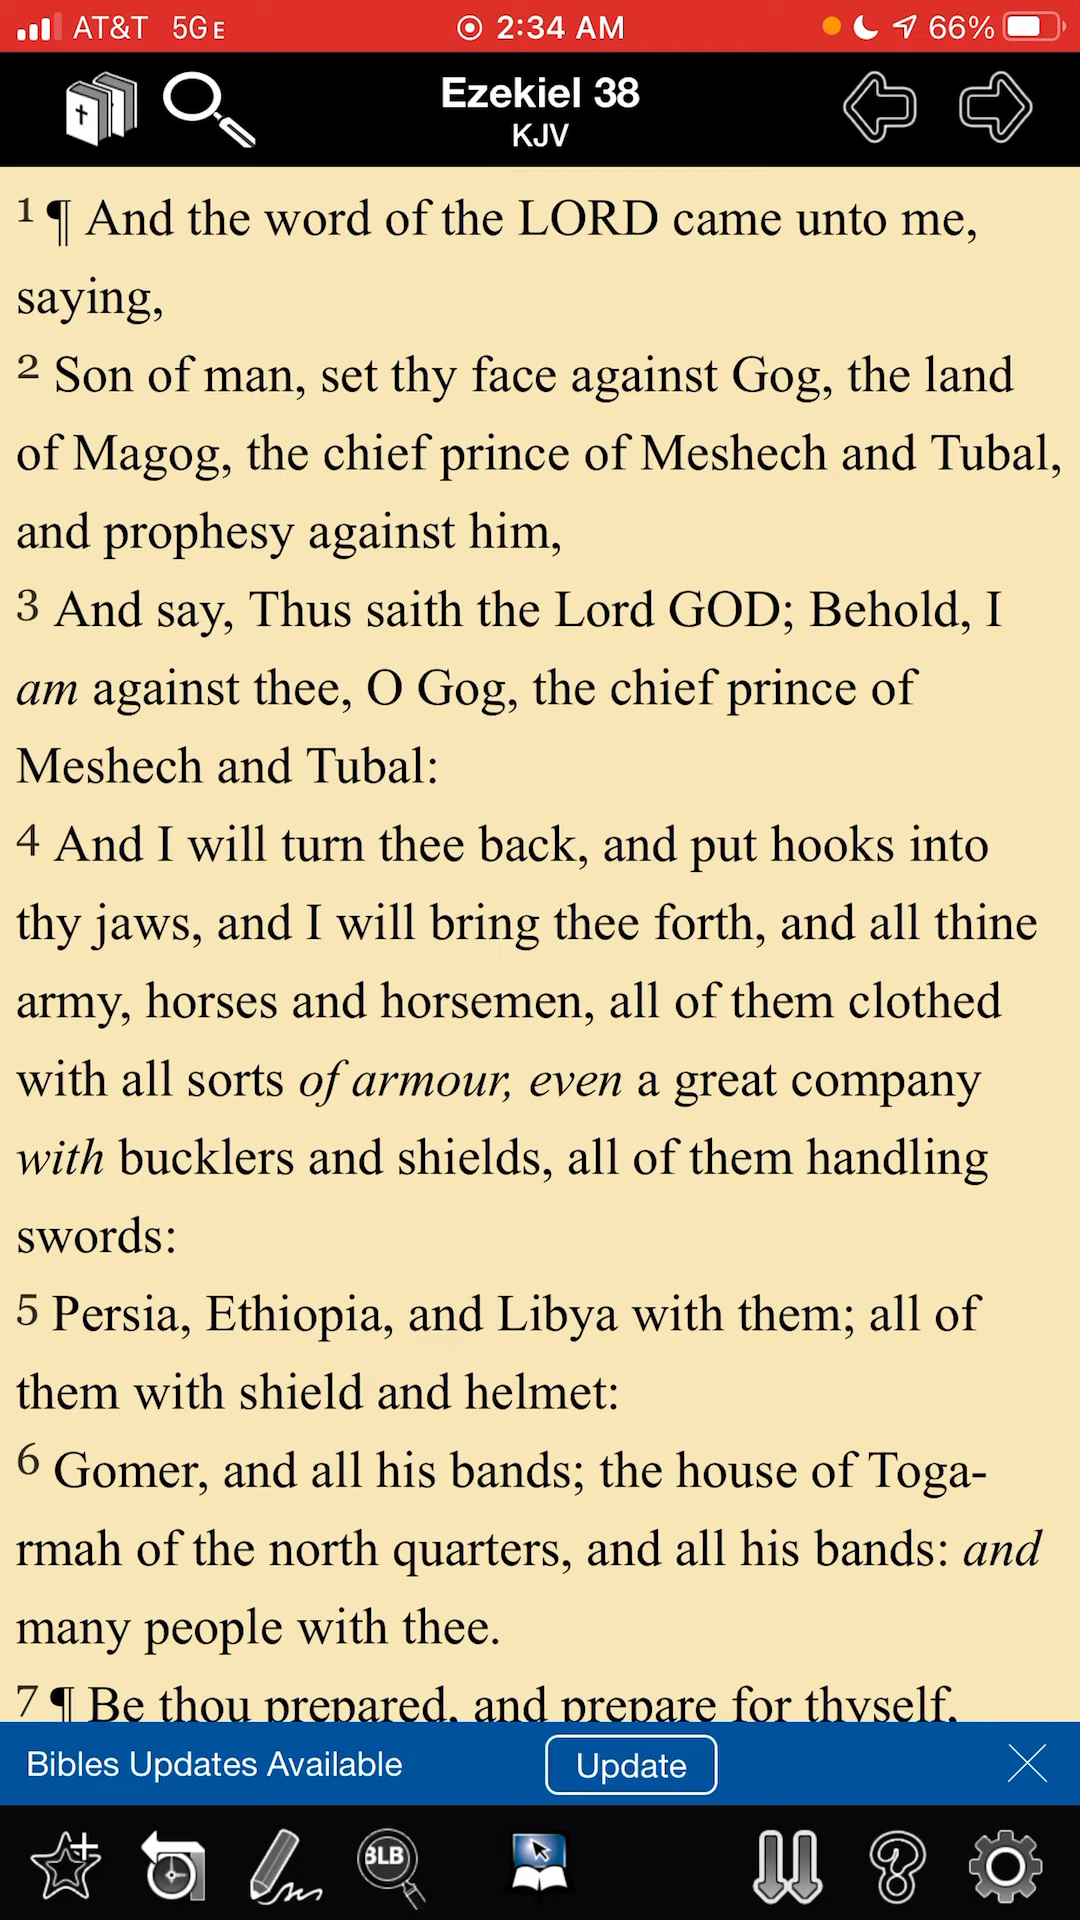 AT&T 5GE 2:34 AM 66%
Ezekiel 38
KJV
1 ¶ And the word of the LORD came unto me,
saying,
2 Son of man, set thy face against Gog, the land
of Magog, the chief prince of Meshech and Tubal,
and prophesy against him,
3 And say, Thus saith the Lord GOD; Behold, I
am against thee, O Gog, the chief prince of
Meshech and Tubal:
4 And I will turn thee back, and put hooks into
thy jaws, and I will bring thee forth, and all thine
army, horses and horsemen, all of them clothed
with all sorts of armour, even a great company
with bucklers and shields, all of them handling
swords:
5 Persia, Ethiopia, and Libya with them; all of
them with shield and helmet:
6 Gomer, and all his bands; the house of Toga-
rmah of the north quarters, and all his bands: and
many people with thee.
7 ¶ Be thou prepared, and prepare for thyself,
Bibles Updates Available Update
BLB